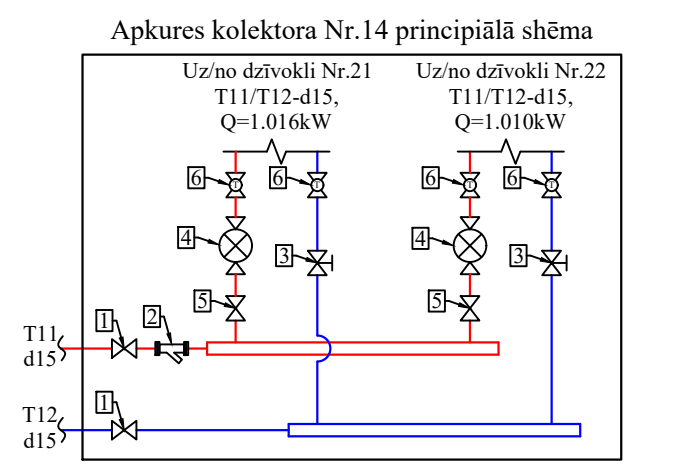 Apkures kolektora Nr.14 principiālā shēma
Uz/no dzīvokli Nr.21
T11/T12-d15,
Q=1.016kW
Uz/no dzīvokli Nr.22
T11/T12-d15,
Q=1.010kW
6
T
6
T
6
T
6
T
4
3
4
3
5
5
1
2
T11
d15
1
T12
d15